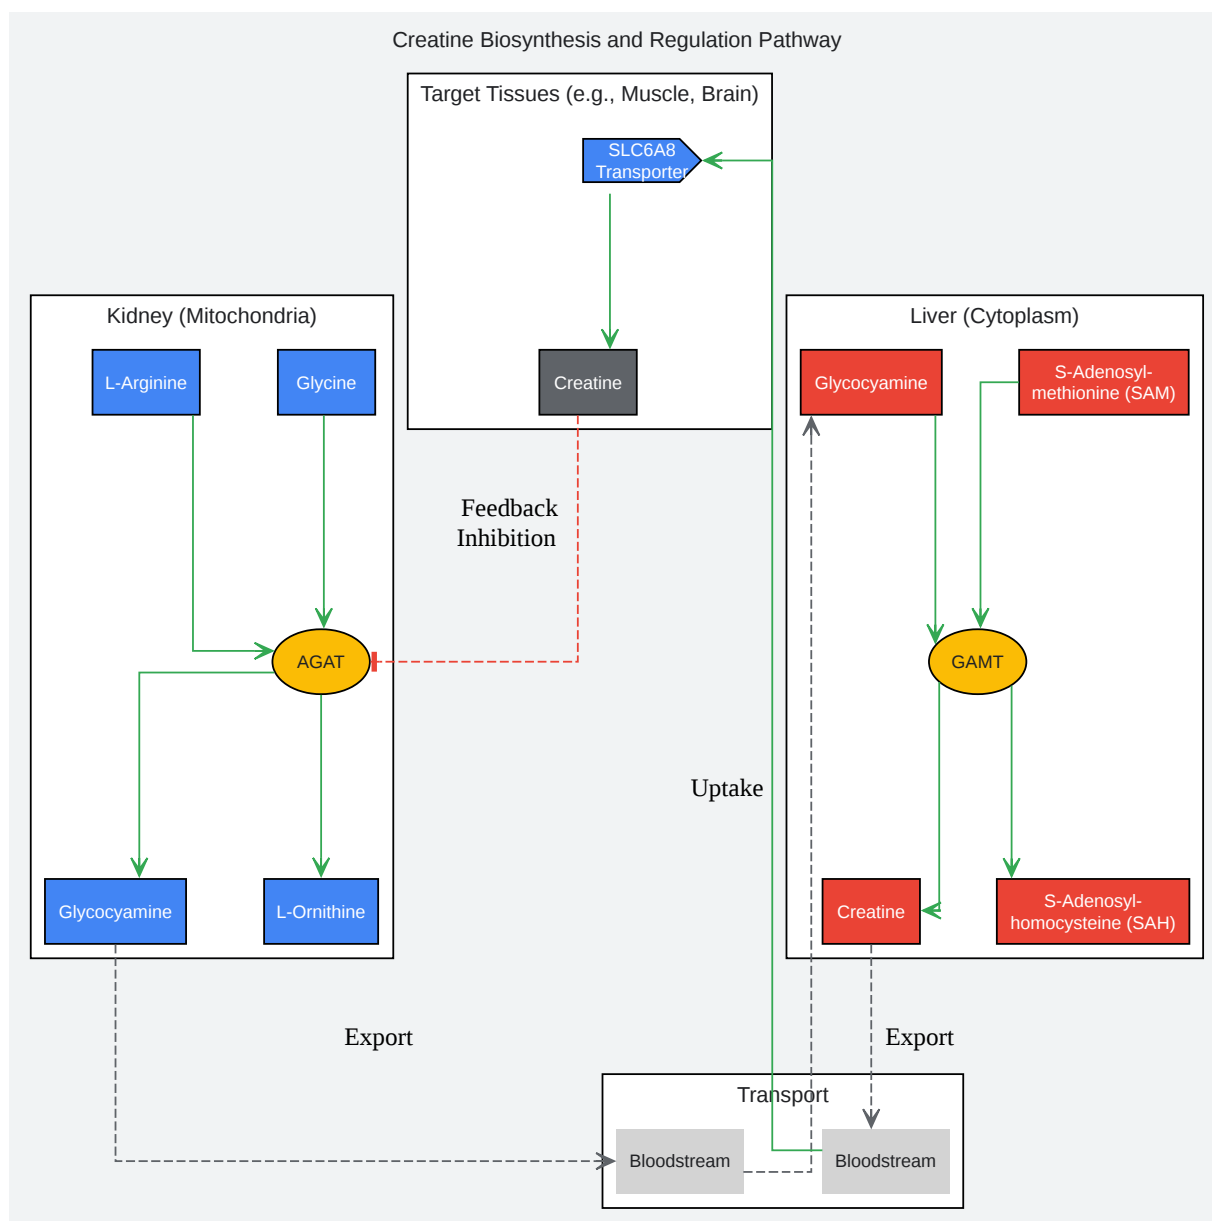 Creatine Biosynthesis and Regulation Pathway
Target Tissues (e.g., Muscle, Brain)
SLC6A8
Transporter
Creatine
Kidney (Mitochondria)
L-Arginine
Glycine
AGAT
Glycocyamine
L-Ornithine
Feedback
Inhibition
Liver (Cytoplasm)
Glycocyamine
S-Adenosyl-
methionine (SAM)
GAMT
Creatine
S-Adenosyl-
homocysteine (SAH)
Uptake
Export
Export
Transport
Bloodstream
Bloodstream